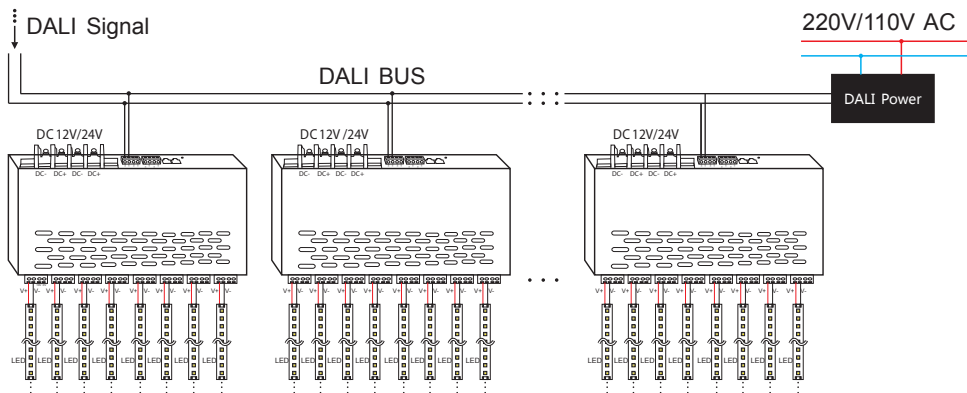 DALI Signal
220V/110V AC
DALI BUS
DALI Power
DC 12V/24V
DC 12V /24V
DC 12V/24V
DC- DC+ DC- DC+
DC- DC+ DC- DC+
DC- DC+ DC- DC+
V+ V- V+ V- V+ V- V+ V- V+ V- V+ V- V+ V- V+ V-
V+ V- V+ V- V+ V- V+ V- V+ V- V+ V- V+ V- V+ V-
V+ V- V+ V- V+ V- V+ V- V+ V- V+ V- V+ V- V+ V-
LED LED LED LED LED LED LED LED
LED LED LED LED LED LED LED LED
LED LED LED LED LED LED LED LED